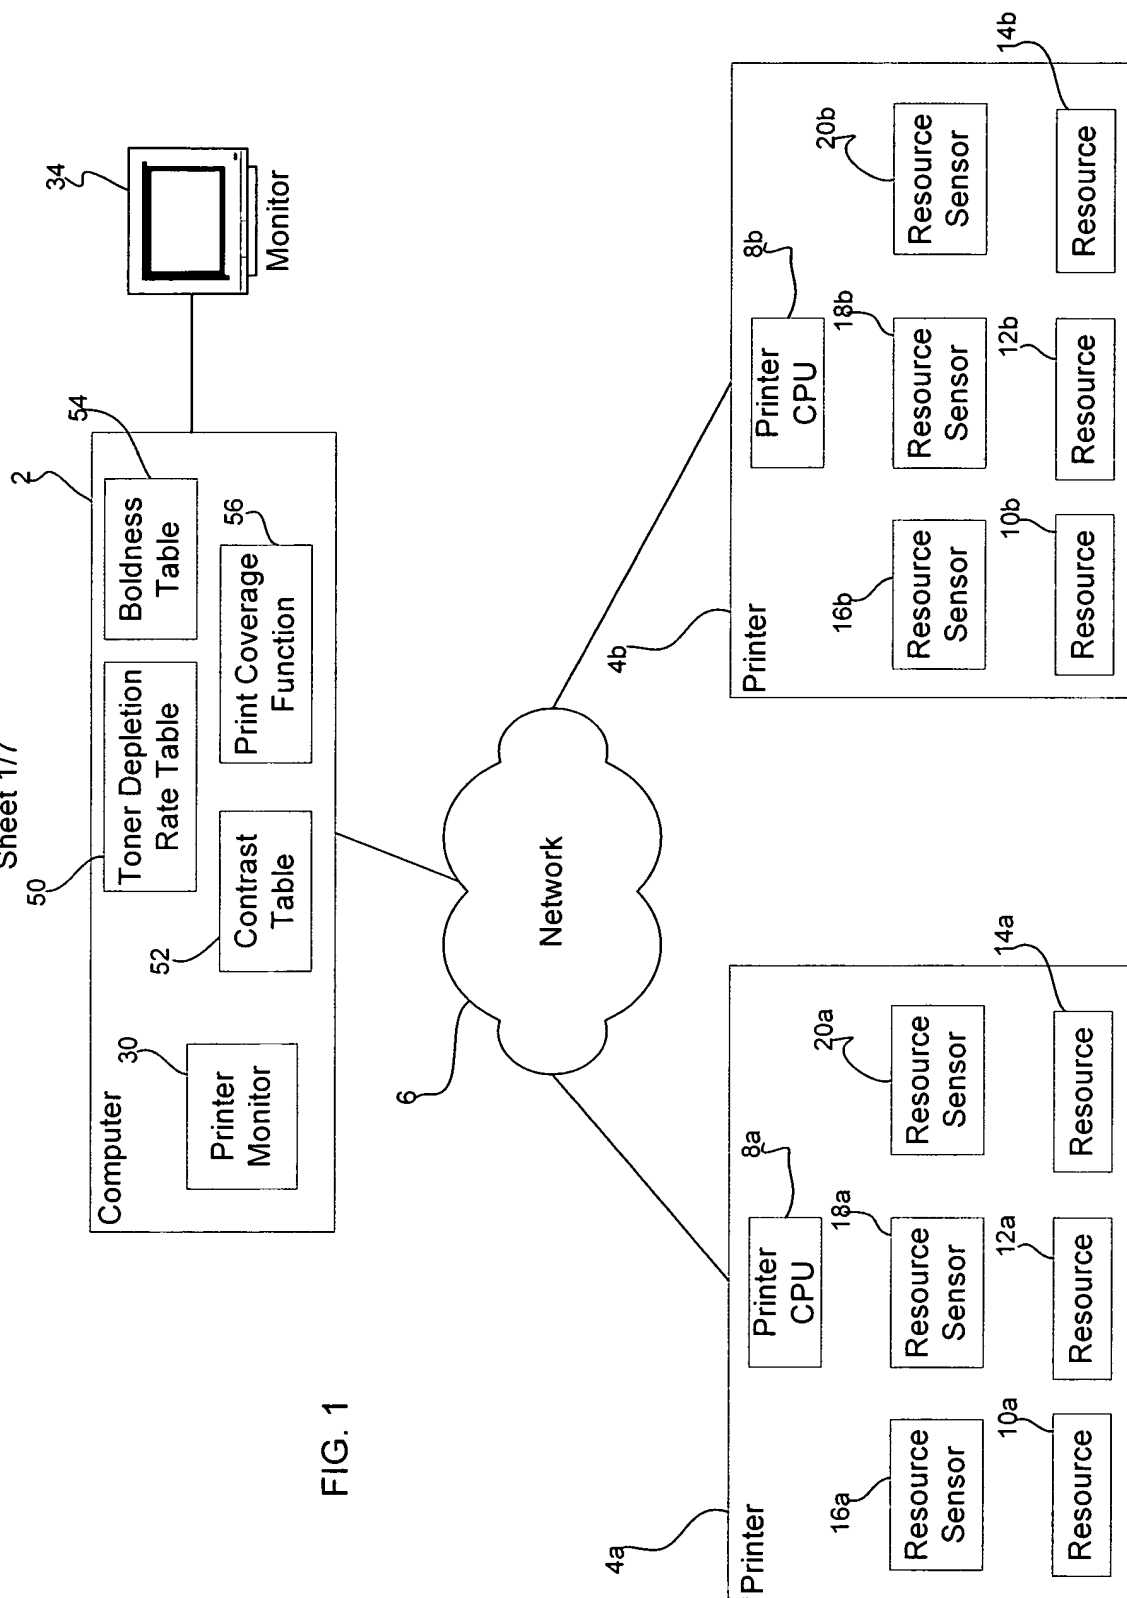 Sheet 1/7
2
Computer
30
Printer
Monitor
50
Toner Depletion
Rate Table
54
Boldness
Table
52
Contrast
Table
56
Print Coverage
Function
34
Monitor
6
Network
FIG. 1
4a
Printer
8a
Printer
CPU
16a
Resource
Sensor
18a
Resource
Sensor
20a
Resource
Sensor
10a
Resource
12a
Resource
14a
Resource
4b
Printer
8b
Printer
CPU
16b
Resource
Sensor
18b
Resource
Sensor
20b
Resource
Sensor
10b
Resource
12b
Resource
14b
Resource